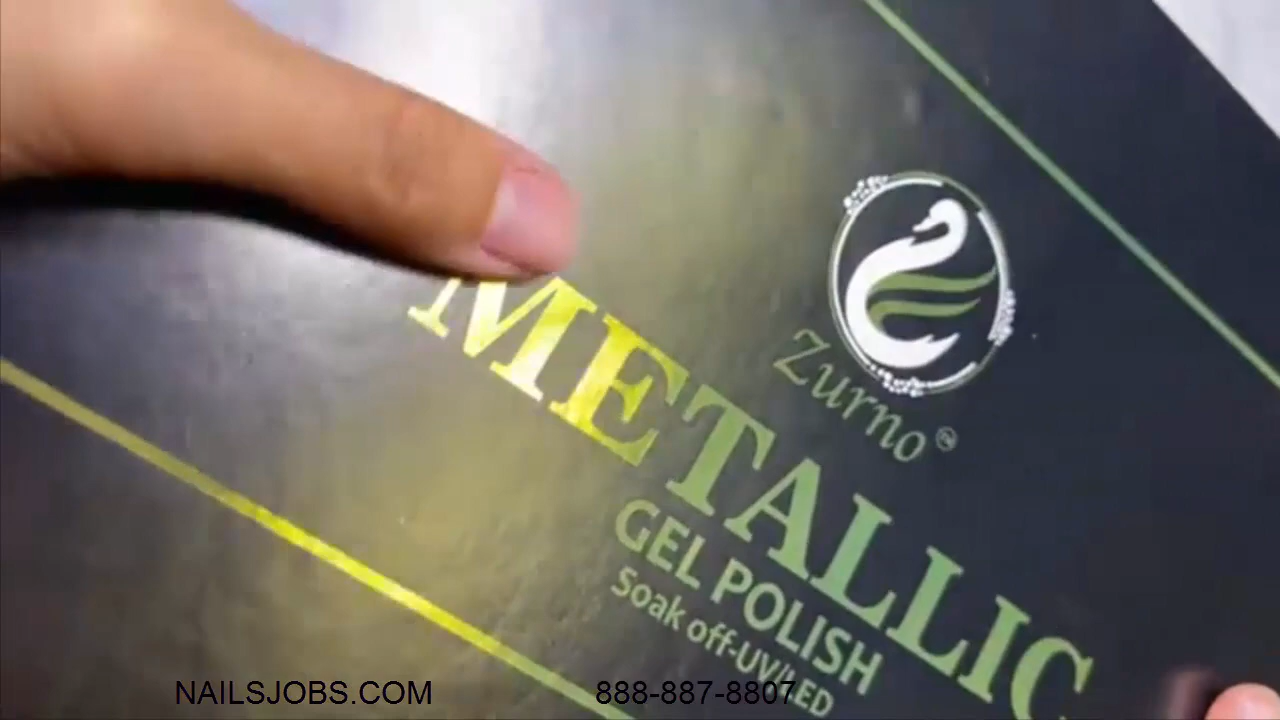 Zurno
METALLIC
GEL POLISH
Soak off-UV/LED
NAILSJOBS.COM
888-887-8807